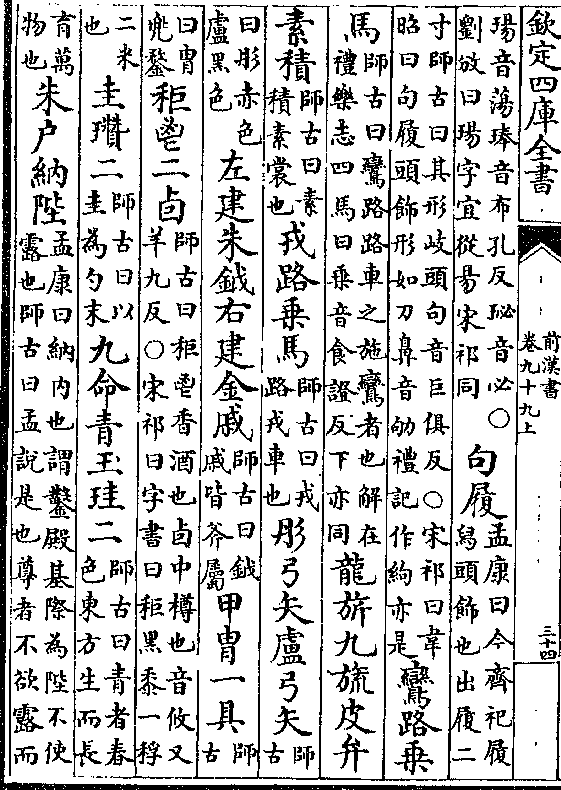 欽定四庫全書
前漢書
卷九十九上
三十四
瑒音蕩琫音布孔反珌音必〇
劉攽曰瑒字宜從昜宋祁同
句履
孟康曰今齊祀履
舄頭飾也出履二
寸師古曰其形岐頭句音巨俱反〇宋祁曰韋
昭曰句履頭飾形如刀鼻音劬禮記作絇亦是
鸞路乘
馬
師古曰鸞路路車之施鸞者也解在
禮樂志四馬曰乘音食證反下亦同
龍旂九旒皮弁
素積
師古曰素
積素裳也
戎路乘馬
師古曰戎
路戎車也
彤弓矢盧弓矢
師
古
曰彤赤色
盧黑色
左建朱鉞右建金戚
師古曰鉞
戚皆斧屬
甲冑一具
師
古
曰冑
兜鍪
秬鬯二卣
師古曰秬鬯香酒也卣中樽也音攸又
羊九反〇宋祁曰字書曰秬黑黍一稃
二米
也
圭瓚二
師古曰以
圭為勺末
九命青玉珪二
師古曰青者春
色東方生而長
育萬
物也
朱户納陛
孟康曰納内也謂鑿殿基際為陛不使
露也師古曰孟說是也尊者不欲露而